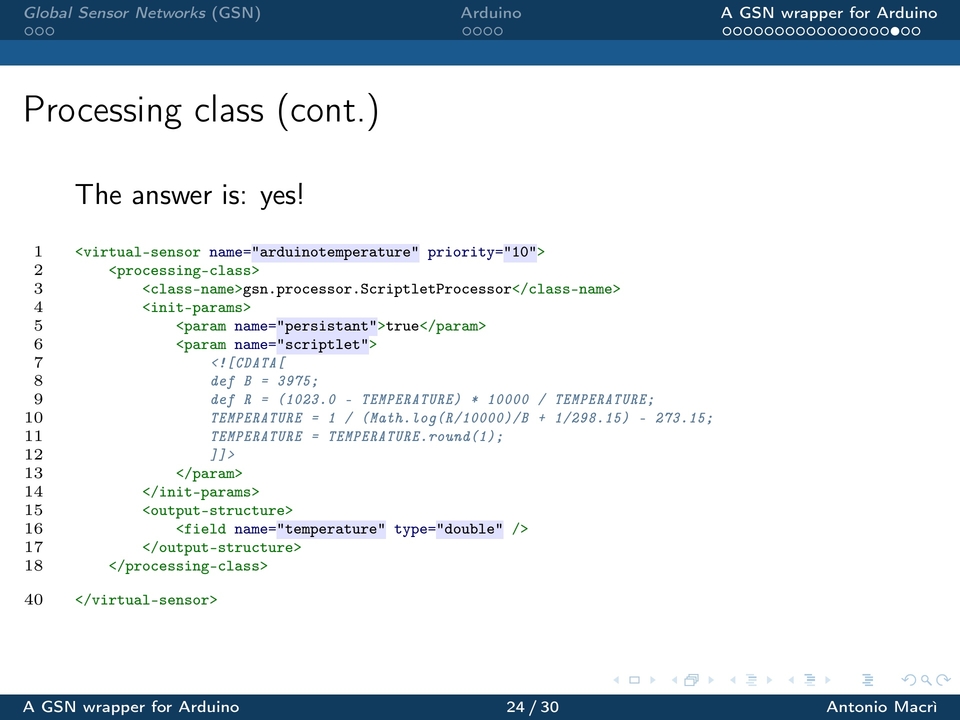 Global Sensor Networks (GSN) Arduino A GSN wrapper for Arduino
Processing class (cont.)
The answer is: yes!
1 <virtual-sensor name="arduinotemperature" priority="10">
2 <processing-class>
3 <class-name>gsn.processor.ScriptletProcessor</class-name>
4 <init-params>
5 <param name="persistant">true</param>
6 <param name="scriptlet">
7 <![CDATA[
8 def B = 3975;
9 def R = (1023.0 - TEMPERATURE) * 10000 / TEMPERATURE;
10 TEMPERATURE = 1 / (Math.log(R/10000)/B + 1/298.15) - 273.15;
11 TEMPERATURE = TEMPERATURE.round(1);
12 ]]>
13 </param>
14 </init-params>
15 <output-structure>
16 <field name="temperature" type="double" />
17 </output-structure>
18 </processing-class>
40 </virtual-sensor>
A GSN wrapper for Arduino 24 / 30 Antonio Macrì